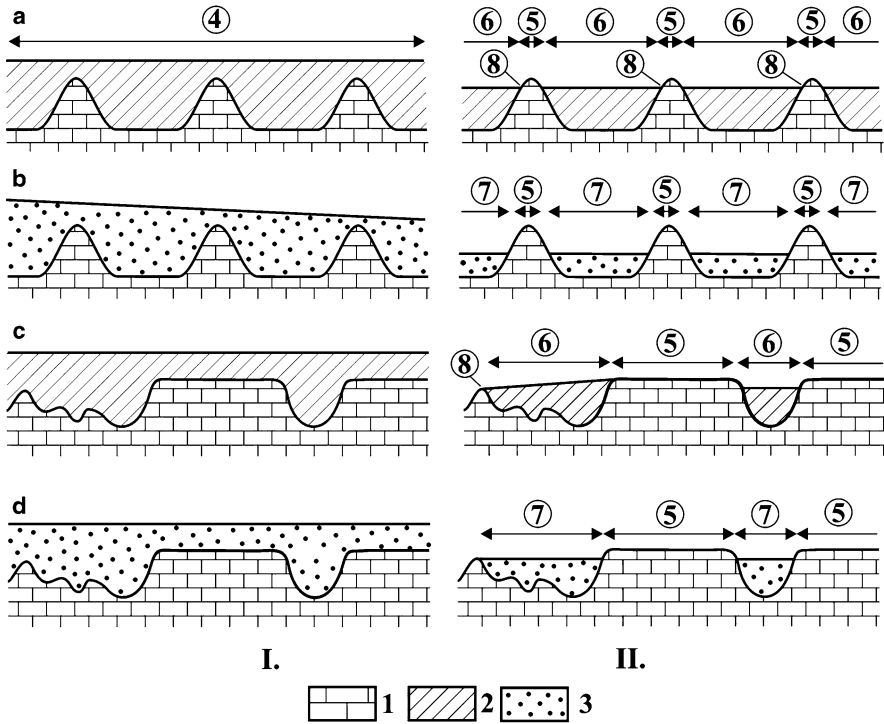 a
④
⑥ ⑤ ⑥ ⑤ ⑥ ⑤ ⑥
⑧ ⑧ ⑧
b
⑦ ⑤ ⑦ ⑤ ⑦ ⑤ ⑦
c
⑧ ⑥ ⑤ ⑥ ⑤
d
⑦ ⑤ ⑦ ⑤
I. II.
1 2 3